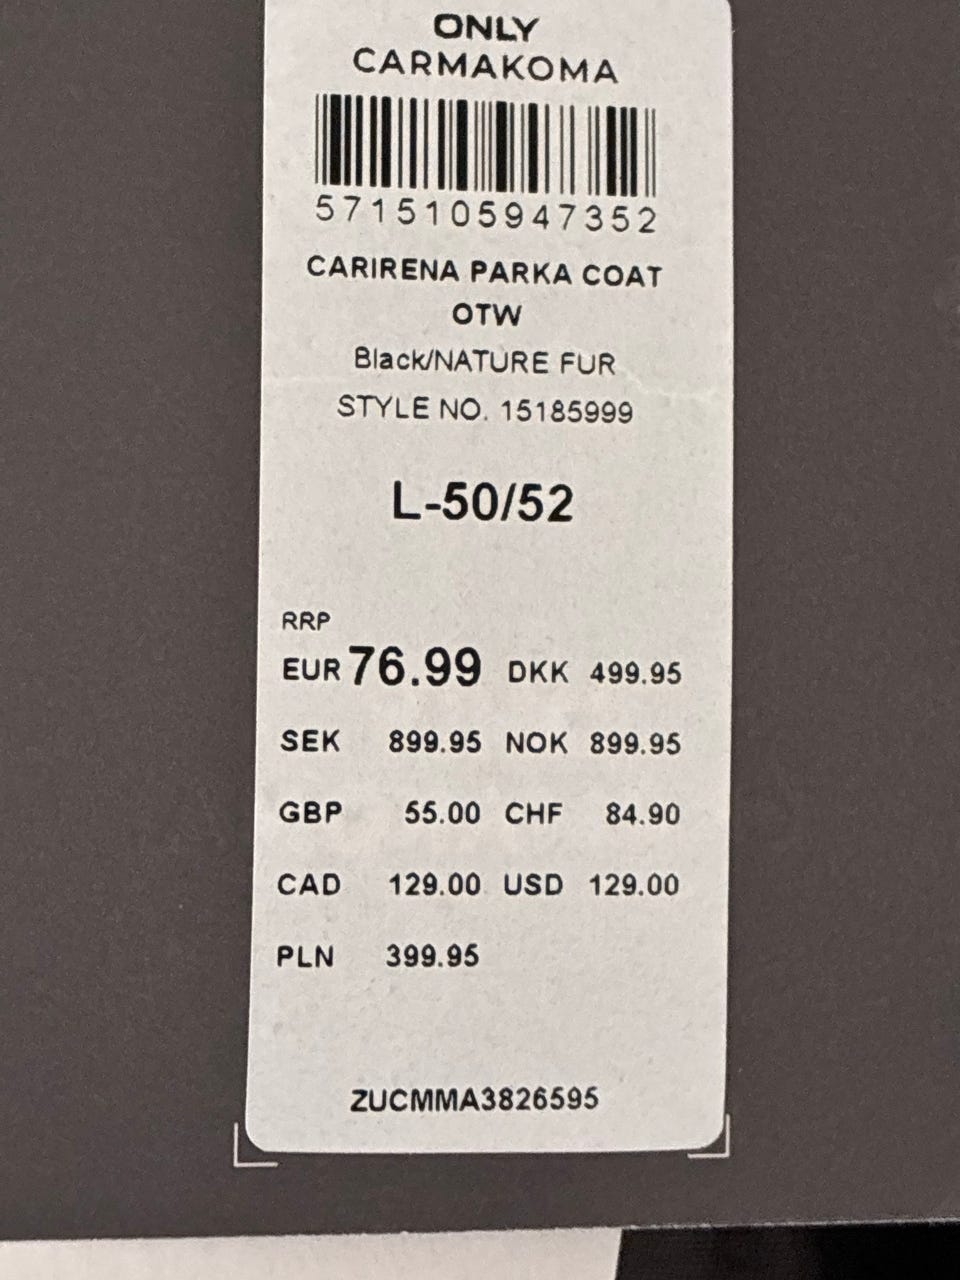 ONLY
CARMAKOMA
5715105947352
CARIRENA PARKA COAT
OTW
Black/NATURE FUR
STYLE NO. 15185999
L-50/52
RRP
EUR 76.99 DKK 499.95
SEK 899.95 NOK 899.95
GBP 55.00 CHF 84.90
CAD 129.00 USD 129.00
PLN 399.95
ZUCMMA3826595